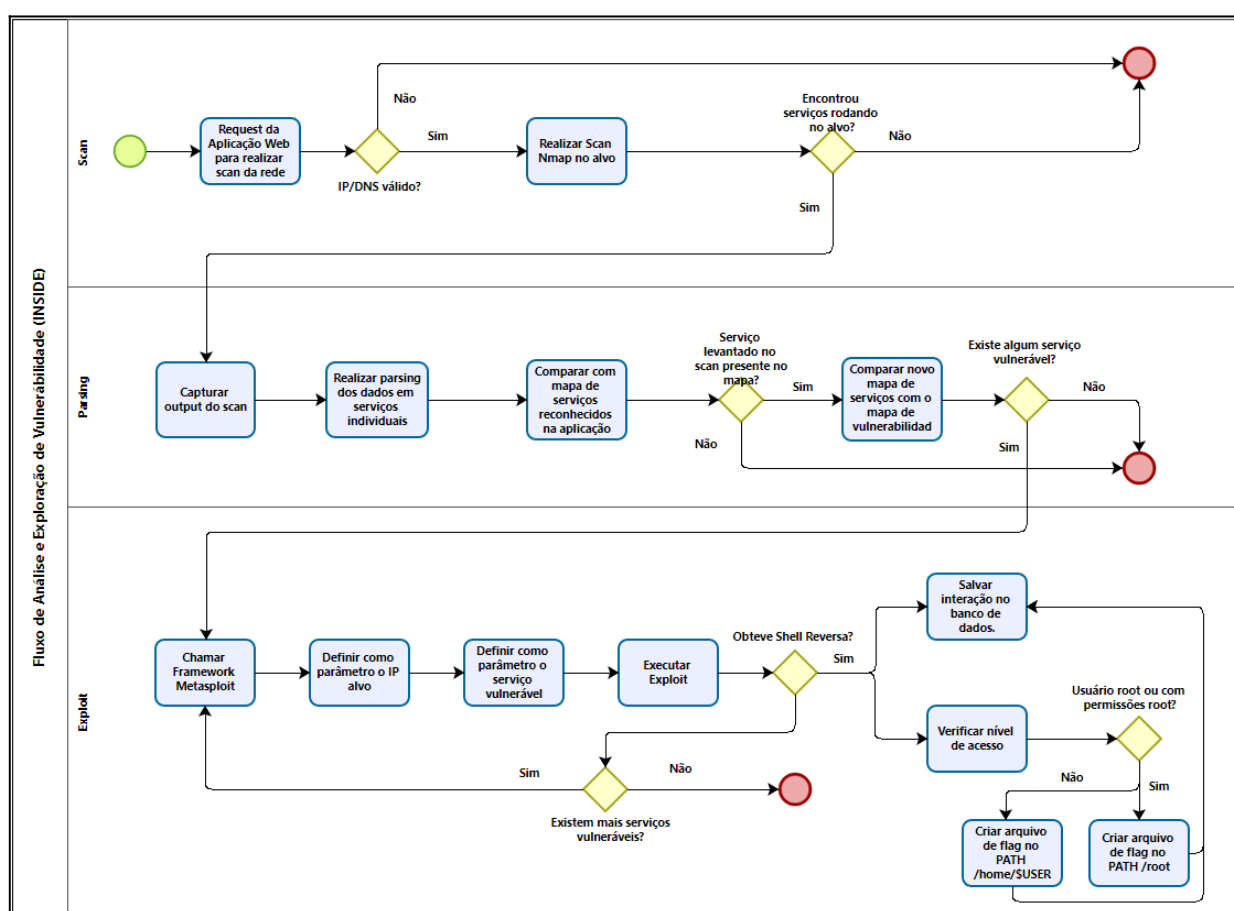 Fluxo de Análise e Exploração de Vulnerabilidade (INSIDE)
Scan
Request da
Aplicação Web
para realizar
scan da rede
Não
Sim
IP/DNS válido?
Realizar Scan
Nmap no alvo
Encontrou
serviços rodando
no alvo?
Não
Sim
Parsing
Capturar
output do scan
Realizar parsing
dos dados em
serviços
individuais
Comparar com
mapa de
serviços
reconhecidos
na aplicação
Serviço
levantado no
scan presente no
mapa?
Sim
Não
Comparar novo
mapa de
serviços com o
mapa de
vulnerabilidad
Existe algum serviço
vulnerável?
Não
Sim
Exploit
Chamar
Framework
Metasploit
Definir como
parâmetro o IP
alvo
Definir como
parâmetro o
serviço
vulnerável
Executar
Exploit
Obteve Shell Reversa?
Sim
Salvar
interação no
banco de
dados.
Verificar nível
de acesso
Usuário root ou com
permissões root?
Não
Sim
Sim
Não
Existem mais serviços
vulneráveis?
Criar arquivo
de flag no
PATH
/home/$USER
Criar arquivo
de flag no
PATH /root